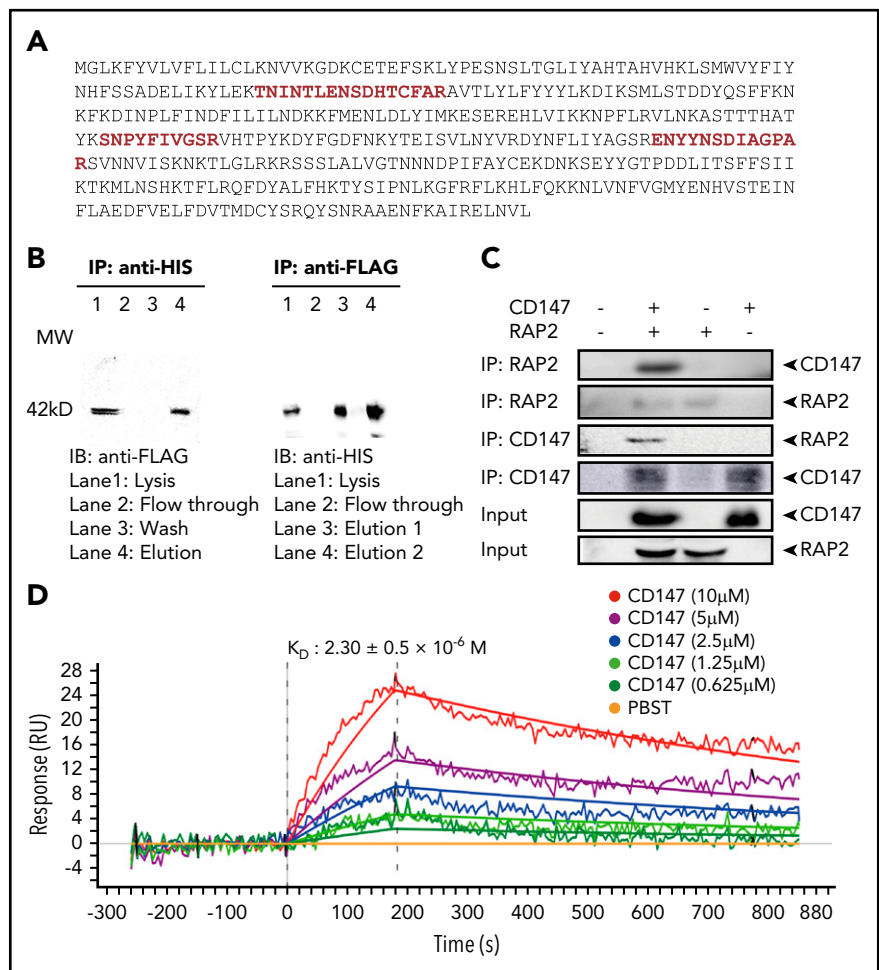 A
MGLKFYVLVFLILCLKNVVKGDKCETEFSKLYPESNSLTGLIYAHTAHVHKLSMWVYFIY
NHFSSADELIKYLEKTNINTLENSDHTCFARAVTLYLFYYYLKDIKSMLSTDDYQSFFKN
KFKDINPLFINDFILILNDKKFMENLDLYIMKESEREHLVIKKNPFLRVLNKASTTTHAT
YKSNPYFIVGSRVHTPYKDYFGDFNKYTEISVLNYVRDYNFLIYAGSRENYYNSDIAGPA
RSVNNVISKNKTLGLRKRSSSLALVGTNNNDPIFAYCEKDNKSEYYGTPDDLITSFFSII
KTKMLNSHKTFLRQFDYALFHKTYSIPNLKGFRFLKHLFQKKNLVNFVGMYENHVSTEIN
FLAEDFVELFDVTMDCYSRQYSNRAAENFKAIRELNVL
B
IP: anti-HIS
1 2 3 4
MW
42kD
IB: anti-FLAG
Lane1: Lysis
Lane 2: Flow through
Lane 3: Wash
Lane 4: Elution
IP: anti-FLAG
1 2 3 4
IB: anti-HIS
Lane1: Lysis
Lane 2: Flow through
Lane 3: Elution 1
Lane 4: Elution 2
C
CD147 - + - +
RAP2 - + + -
IP: RAP2 CD147
IP: RAP2 RAP2
IP: CD147 RAP2
IP: CD147 CD147
Input CD147
Input RAP2
D
CD147 (10μM)
CD147 (5μM)
CD147 (2.5μM)
CD147 (1.25μM)
CD147 (0.625μM)
PBST
K_D : 2.30 ± 0.5 × 10⁻⁶ M
Response (RU)
28
24
20
16
12
8
4
0
-4
-300 -200 -100 0 100 200 300 400 500 600 700 800 880
Time (s)